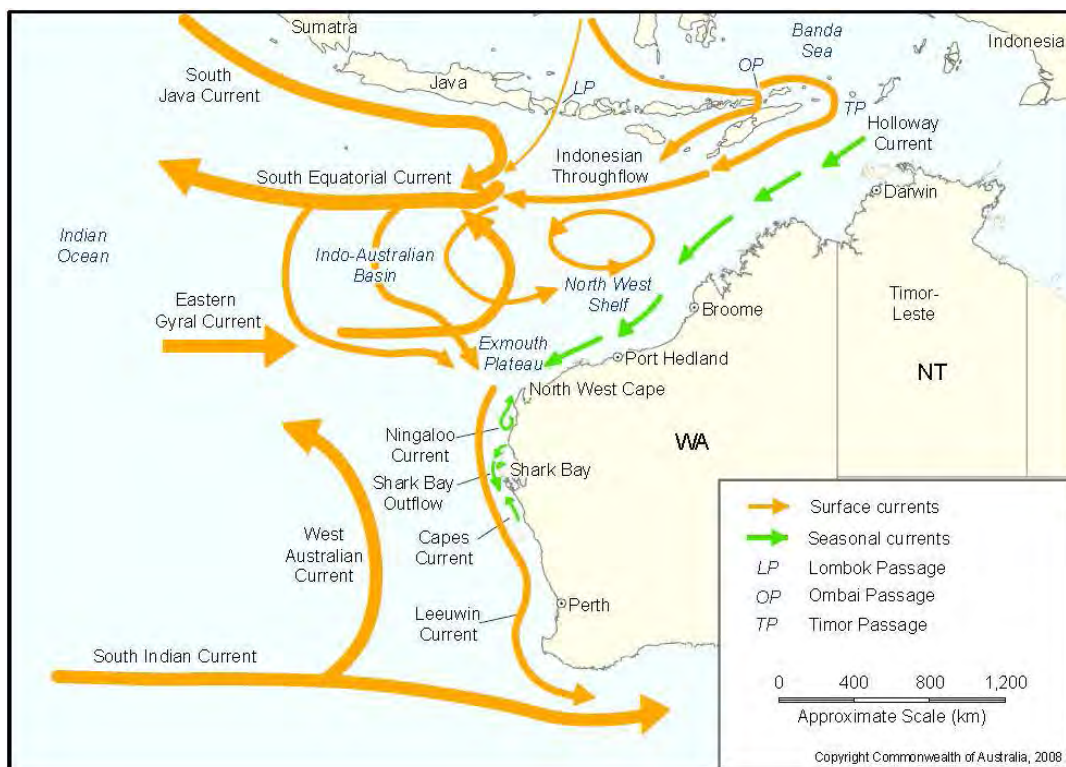 Sumatra
Banda
Sea
Indonesia
South
Java Current
Java
LP
OP
TP
Holloway
Current
Indonesian
Throughflow
South Equatorial Current
Darwin
Indian
Ocean
Indo-Australian
Basin
North West
Shelf
Broome
Timor-
Leste
Eastern
Gyral Current
Exmouth
Plateau
Port Hedland
NT
North West Cape
Ningaloo
Current
WA
Shark Bay
Shark Bay
Outflow
Capes
Current
West
Australian
Current
Leeuwin
Current
Perth
South Indian Current
Surface currents
Seasonal currents
LP Lombok Passage
OP Ombai Passage
TP Timor Passage
0 400 800 1,200
Approximate Scale (km)
Copyright Commonwealth of Australia, 2008